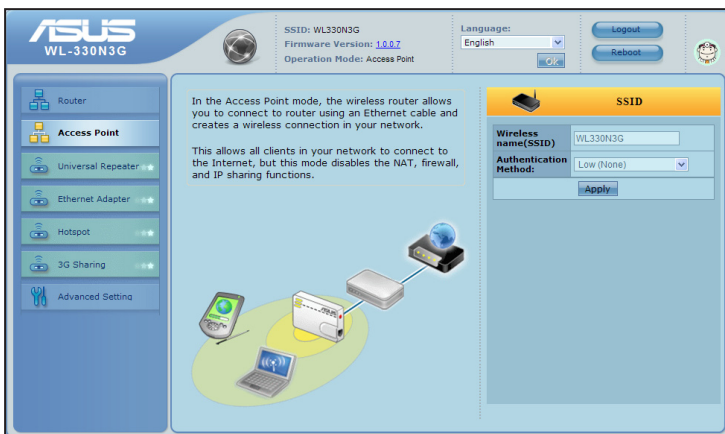 ASUS
WL-330N3G
SSID: WL330N3G
Firmware Version: 1.0.0.7
Operation Mode: Access Point
Language:
English
OK
Logout
Reboot
Router
Access Point
Universal Repeater
Ethernet Adapter
Hotspot
3G Sharing
Advanced Setting
In the Access Point mode, the wireless router allows
you to connect to router using an Ethernet cable and
creates a wireless connection in your network.
This allows all clients in your network to connect to
the Internet, but this mode disables the NAT, firewall,
and IP sharing functions.
SSID
Wireless
name(SSID)
WL330N3G
Authentication
Method:
Low (None)
Apply